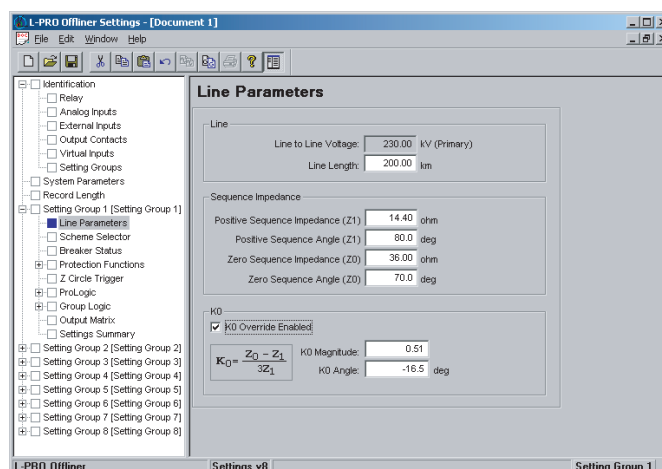 L-PRO Offliner Settings - [Document 1]
File Edit Window Help
Identification
Relay
Analog Inputs
External Inputs
Output Contacts
Virtual Inputs
Setting Groups
System Parameters
Record Length
Setting Group 1 [Setting Group 1]
Line Parameters
Scheme Selector
Breaker Status
Protection Functions
Z Circle Trigger
ProLogic
Group Logic
Output Matrix
Settings Summary
Setting Group 2 [Setting Group 2]
Setting Group 3 [Setting Group 3]
Setting Group 4 [Setting Group 4]
Setting Group 5 [Setting Group 5]
Setting Group 6 [Setting Group 6]
Setting Group 7 [Setting Group 7]
Setting Group 8 [Setting Group 8]
Line Parameters
Line
Line to Line Voltage: 230.00 kV (Primary)
Line Length: 200.00 km
Sequence Impedance
Positive Sequence Impedance (Z1) 14.40 ohm
Positive Sequence Angle (Z1) 80.0 deg
Zero Sequence Impedance (Z0) 36.00 ohm
Zero Sequence Angle (Z0) 70.0 deg
K0
K0 Override Enabled
K0 = (Z0 - Z1) / 3Z1
K0 Magnitude: 0.51
K0 Angle: -16.5 deg
L-PRO Offliner Settings v8 Setting Group 1